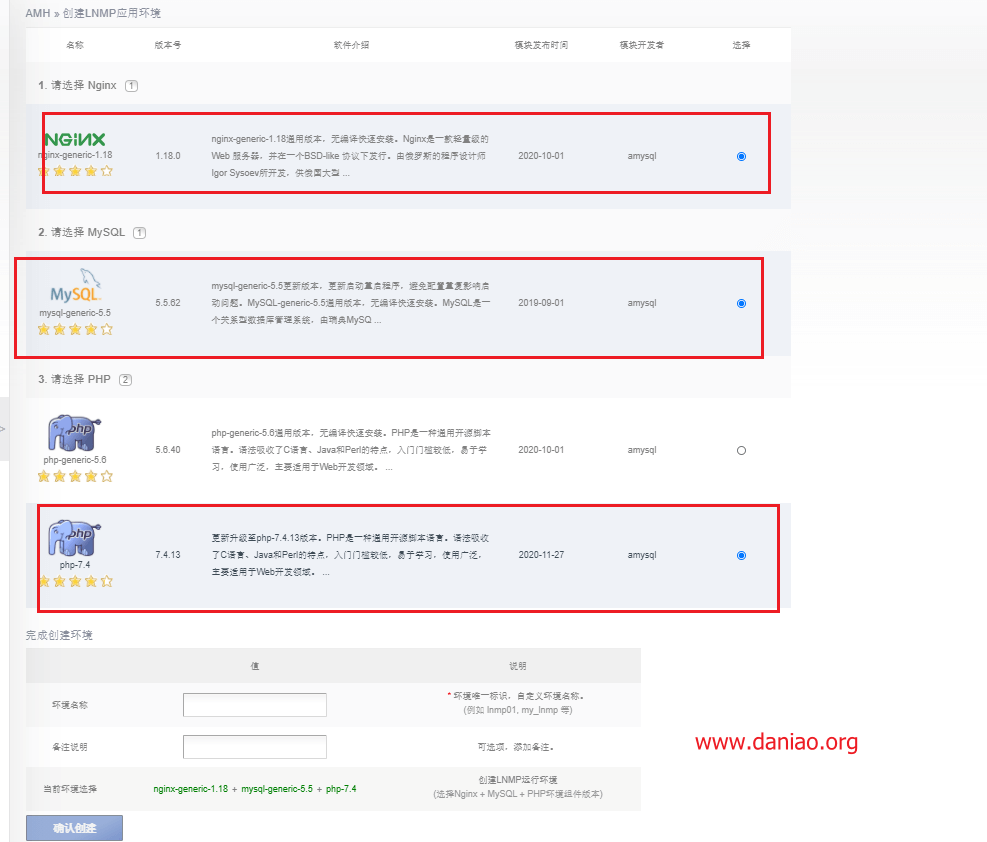 AMH » 创建LNMP应用环境
名称 版本号 软件介绍 模块发布时间 模块开发者 选择
1. 请选择 Nginx 1
NGINX
nginx-generic-1.18
1.18.0
nginx-generic-1.18通用版本，无编译快速安装。Nginx是一款轻量级的
Web 服务器，并在一个BSD-like 协议下发行。由俄罗斯的程序设计师
Igor Sysoev所开发，供俄国大型 ...
2020-10-01
amysql
2. 请选择 MySQL 1
MySQL
mysql-generic-5.5
5.5.62
mysql-generic-5.5更新版本，更新启动重启程序，避免配置重复影响启
动问题。MySQL-generic-5.5通用版本，无编译快速安装。MySQL是一
个关系型数据库管理系统，由瑞典MySQ ...
2019-09-01
amysql
3. 请选择 PHP 2
php
php-generic-5.6
5.6.40
php-generic-5.6通用版本，无编译快速安装。PHP是一种通用开源脚本
语言。语法吸收了C语言、Java和Perl的特点，入门门槛较低，易于学
习，使用广泛，主要适用于Web开发领域。 ...
2020-10-01
amysql
php
php-7.4
7.4.13
更新升级至php-7.4.13版本。PHP是一种通用开源脚本语言。语法吸收
了C语言、Java和Perl的特点，入门门槛较低，易于学习，使用广泛，
主要适用于Web开发领域。 ...
2020-11-27
amysql
完成创建环境
值 说明
环境名称
* 环境唯一标识，自定义环境名称。
(例如 lnmp01, my_lnmp 等)
备注说明 可选项，添加备注。
当前环境选择 nginx-generic-1.18 + mysql-generic-5.5 + php-7.4
创建LNMP运行环境
(选择Nginx + MySQL + PHP环境组件版本)
确认创建
www.daniao.org
>